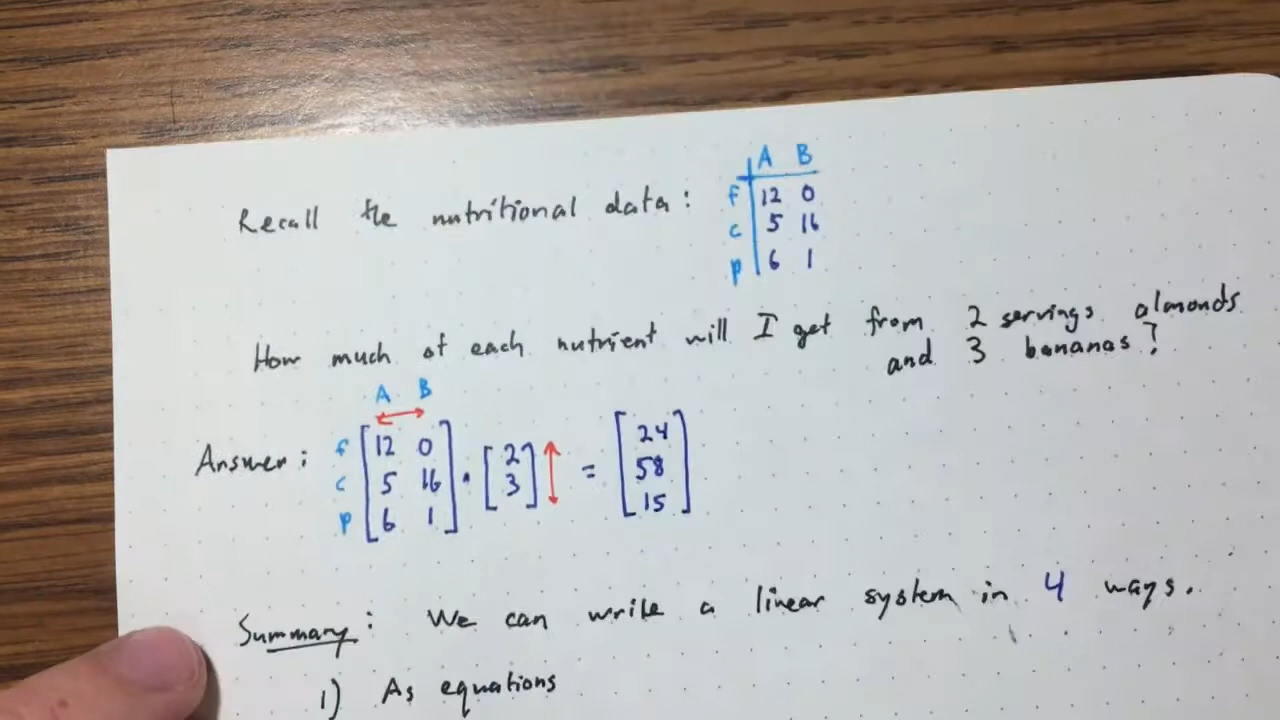 A B
Recall the nutritional data: f 12 0
c 5 16
p 6 1
How much of each nutrient will I get from 2 servings almonds
and 3 bananas?
A B
Answer: f [12 0
c 5 16
p 6 1] · [2
3] = [24
58
15]
Summary: We can write a linear system in 4 ways.
1) As equations